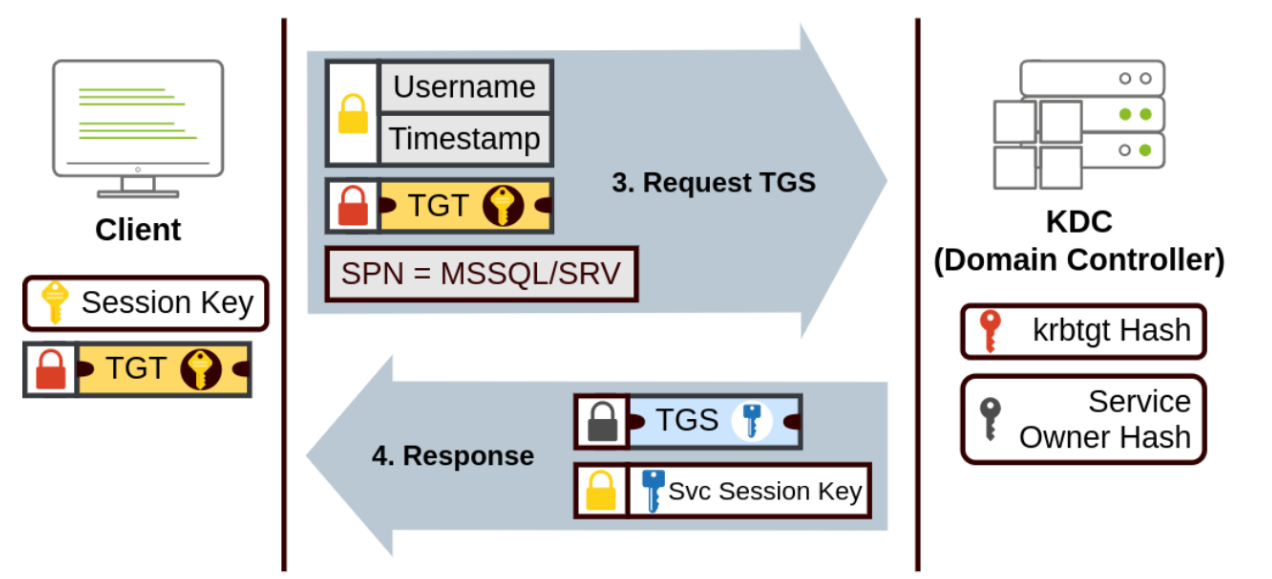 Username
Timestamp
TGT
3. Request TGS
SPN = MSSQL/SRV
Client
Session Key
TGT
KDC
(Domain Controller)
krbtgt Hash
Service
Owner Hash
TGS
4. Response
Svc Session Key